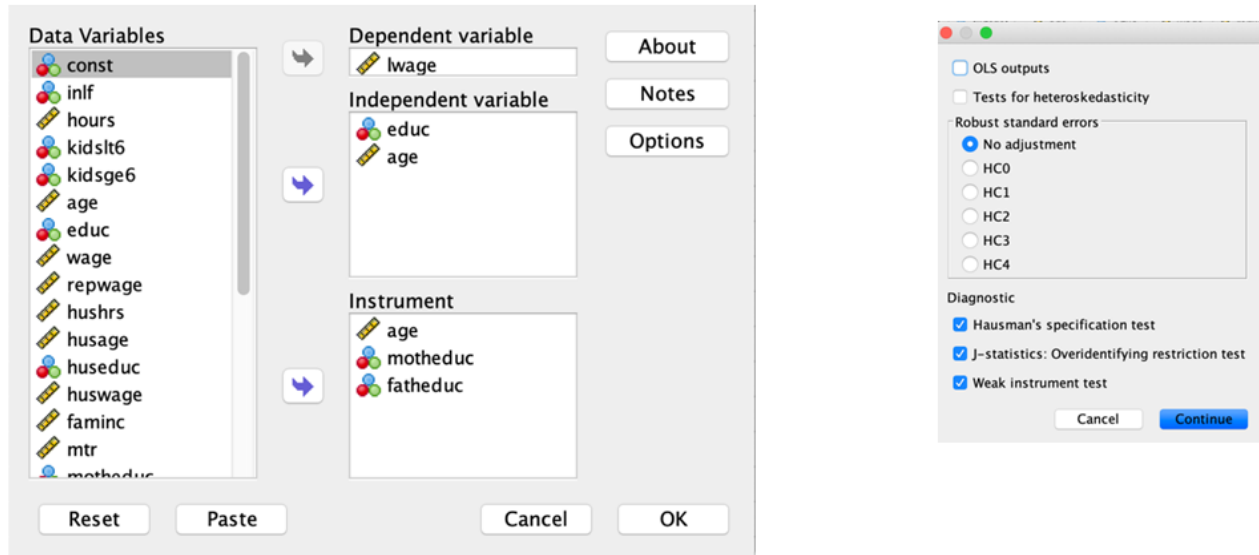 Data Variables
const
inlf
hours
kidslt6
kidsge6
age
educ
wage
repwage
hushrs
husage
huseduc
huswage
faminc
mtr
motheduc
Dependent variable
lwage
Independent variable
educ
age
Instrument
age
motheduc
fatheduc
About
Notes
Options
Reset
Paste
Cancel
OK
OLS outputs
Tests for heteroskedasticity
Robust standard errors
No adjustment
HC0
HC1
HC2
HC3
HC4
Diagnostic
Hausman's specification test
J-statistics: Overidentifying restriction test
Weak instrument test
Cancel
Continue